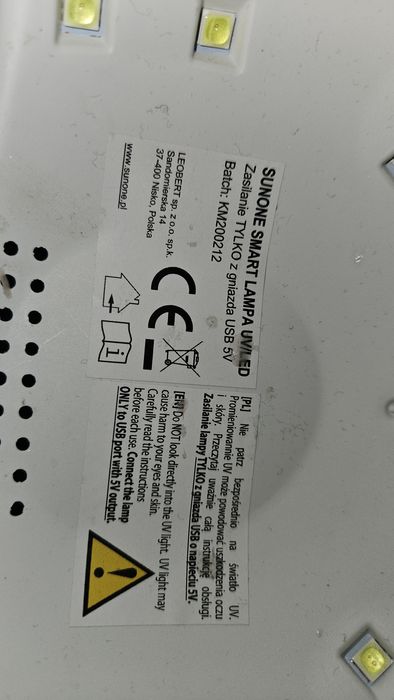 SUNONE SMART LAMPA UV/LED
Zasilanie TYLKO z gniazda USB 5V
Batch: KM200212
LEOBERT sp. z o.o. sp.k.
Sandomierska 14
37-400 Nisko, Polska
www.sunone.pl
CE
i
[PL] Nie patrz bezpośrednio na światło UV.
Promieniowannie UV może powodować uszkodzenia oczu
i skóry. Przeczytaj uważnie całą instrukcję obsługi.
Zasilanie lampy TYLKO z gniazda USB o napięciu 5V.
[EN] Do NOT look directly into the UV light. UV light may
cause harm to your eyes and skin.
Carefully read the instructions
before each use. Connect the lamp
ONLY to USB port with 5V output.
!